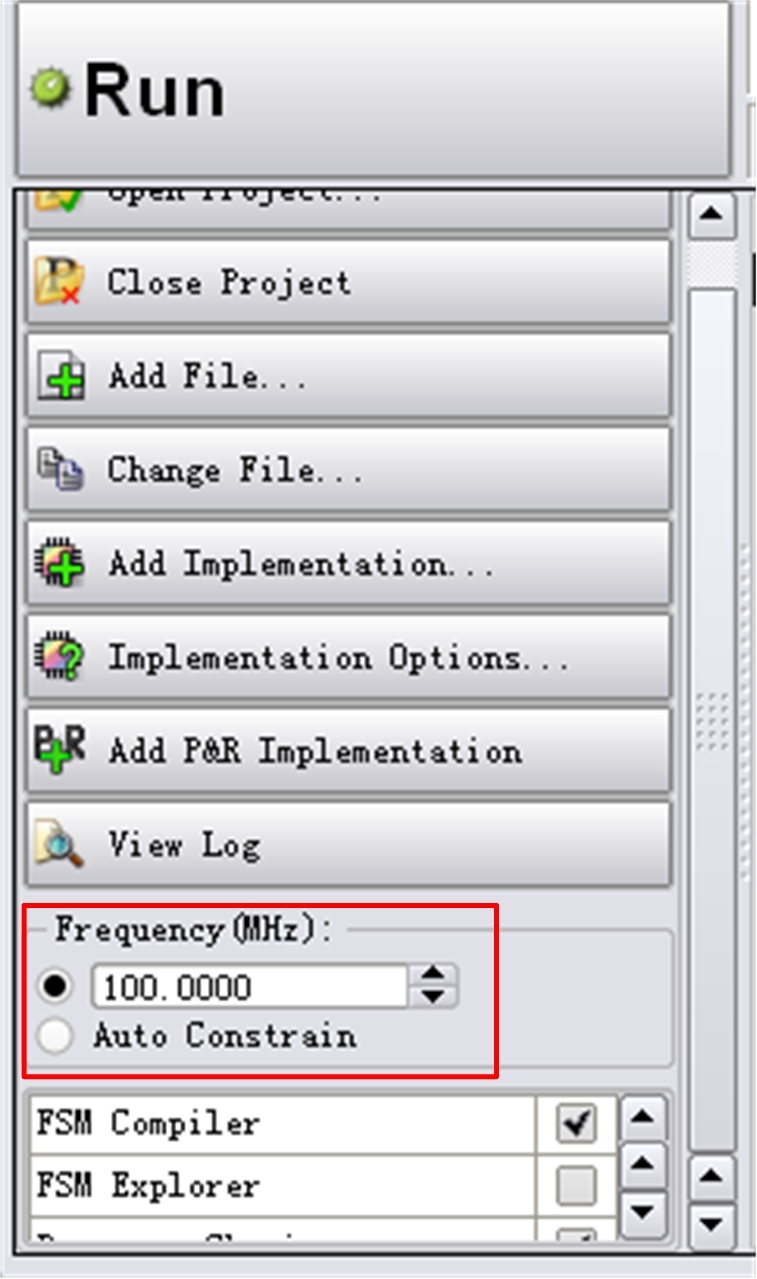 Run
Open Project...
Close Project
Add File...
Change File...
Add Implementation...
Implementation Options...
Add P&R Implementation
View Log
Frequency(MHz):
100.0000
Auto Constrain
FSM Compiler
FSM Explorer